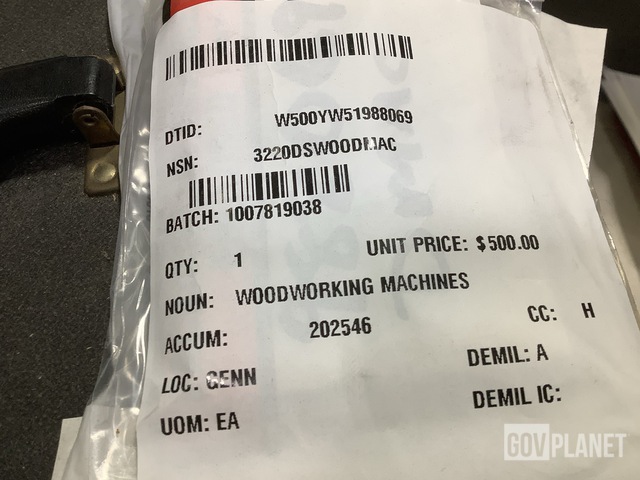 DTID: W500YW51988069
NSN: 3220DSWOODMAC
BATCH: 1007819038
QTY: 1 UNIT PRICE: $500.00
NOUN: WOODWORKING MACHINES
ACCUM: 202546 CC: H
LOC: GENN DEMIL: A
UOM: EA DEMIL IC:
GOVPLANET